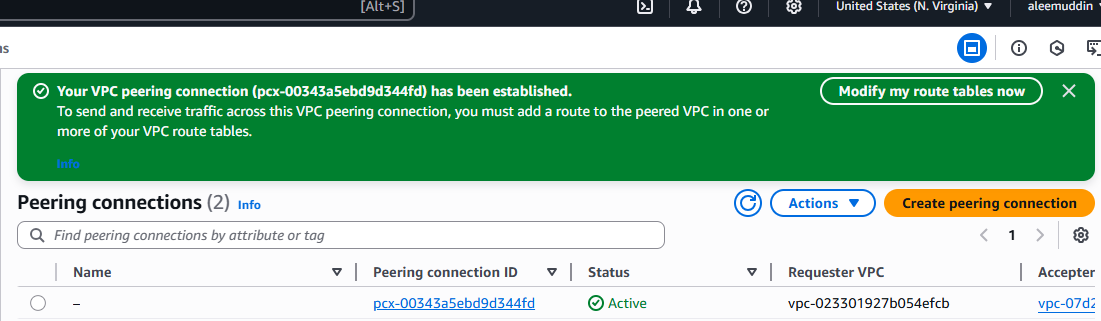 [Alt+S]
United States (N. Virginia) ▼
aleemuddin
ns
Your VPC peering connection (pcx-00343a5ebd9d344fd) has been established.
Modify my route tables now
To send and receive traffic across this VPC peering connection, you must add a route to the peered VPC in one or
more of your VPC route tables.
Info
Peering connections (2) Info
Actions ▼
Create peering connection
Find peering connections by attribute or tag
1
Name
Peering connection ID
Status
Requester VPC
Accepter
–
pcx-00343a5ebd9d344fd
Active
vpc-023301927b054efcb
vpc-07d2